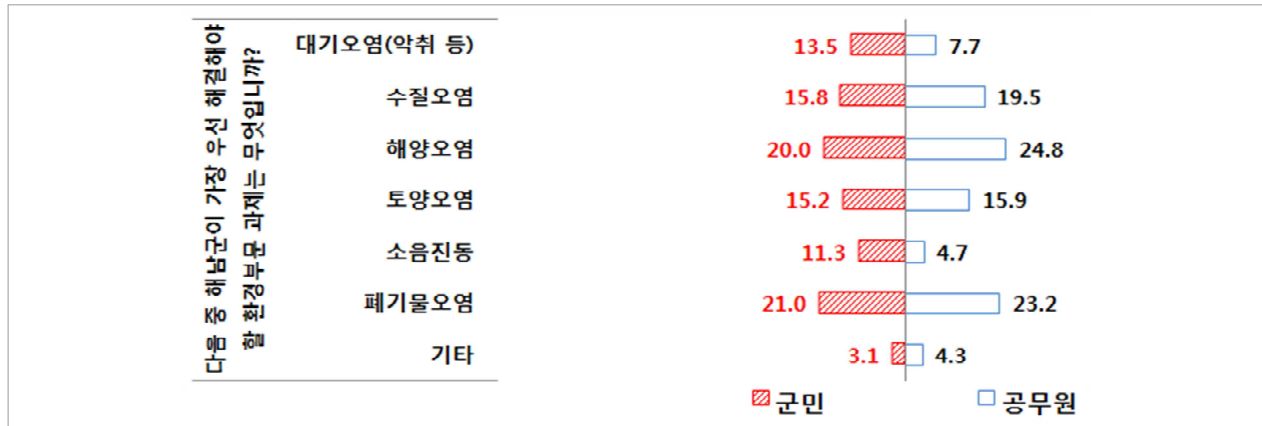 다음 중 해남군이 가장 우선 해결해야
할 환경부문 과제는 무엇입니까?
대기오염(악취 등) 13.5 7.7
수질오염 15.8 19.5
해양오염 20.0 24.8
토양오염 15.2 15.9
소음진동 11.3 4.7
폐기물오염 21.0 23.2
기타 3.1 4.3
군민 공무원